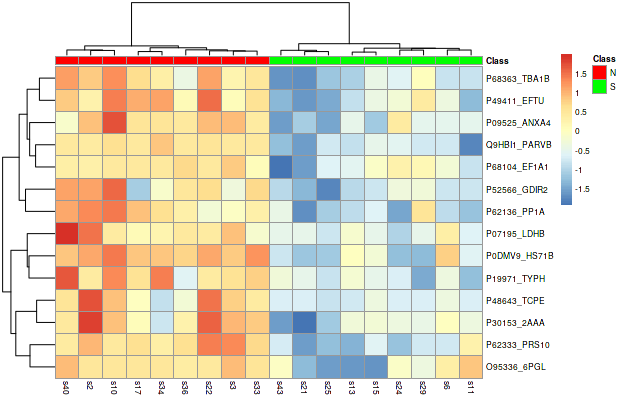 Class
Class
N
S
1.5
1
0.5
0
-0.5
-1
-1.5
P68363_TBA1B
P49411_EFTU
P09525_ANXA4
Q9HBI1_PARVB
P68104_EF1A1
P52566_GDIR2
P62136_PP1A
P07195_LDHB
P0DMV9_HS71B
P19971_TYPH
P48643_TCPE
P30153_2AAA
P62333_PRS10
O95336_6PGL
s40
s2
s10
s17
s34
s36
s22
s3
s33
s43
s21
s25
s13
s15
s24
s29
s6
s11